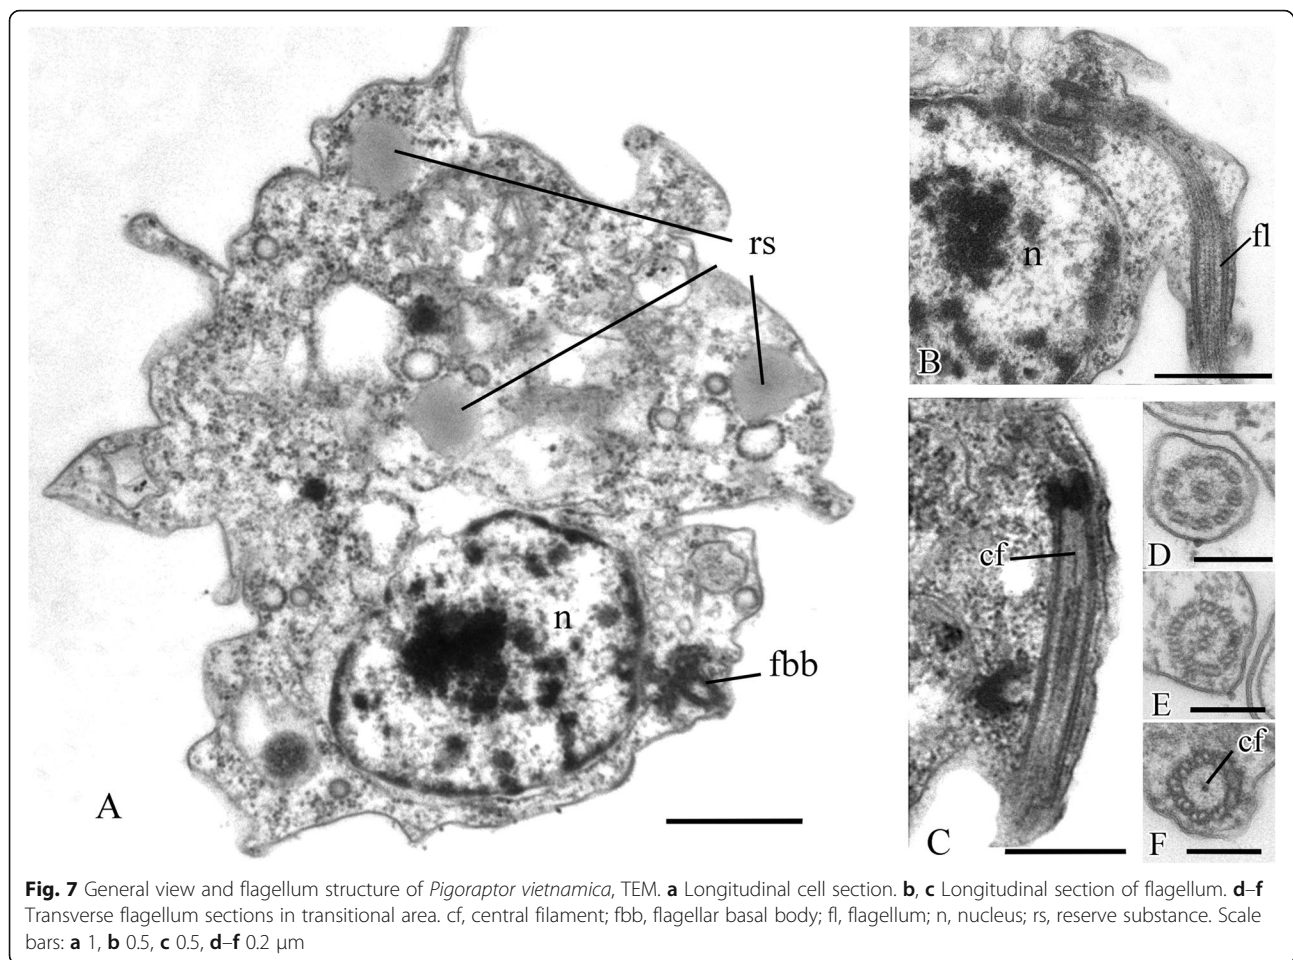 rs
n
fbb
A
n
fl
B
cf
C
D
E
cf
F
Fig. 7 General view and flagellum structure of Pigoraptor vietnamica, TEM. a Longitudinal cell section. b, c Longitudinal section of flagellum. d–f
Transverse flagellum sections in transitional area. cf, central filament; fbb, flagellar basal body; fl, flagellum; n, nucleus; rs, reserve substance. Scale
bars: a 1, b 0.5, c 0.5, d–f 0.2 μm